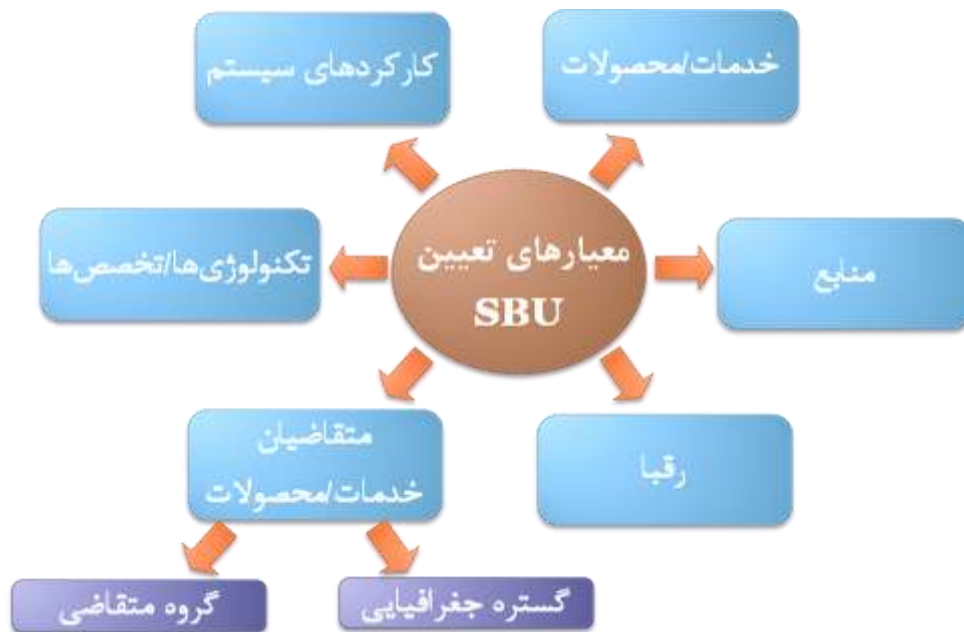 خدمات/محصولات
کارکردهای سیستم
معیارهای تعیین
SBU
منابع
تکنولوژی‌ها/تخصص‌ها
رقبا
متقاضیان
خدمات/محصولات
گستره جغرافیایی
گروه متقاضی